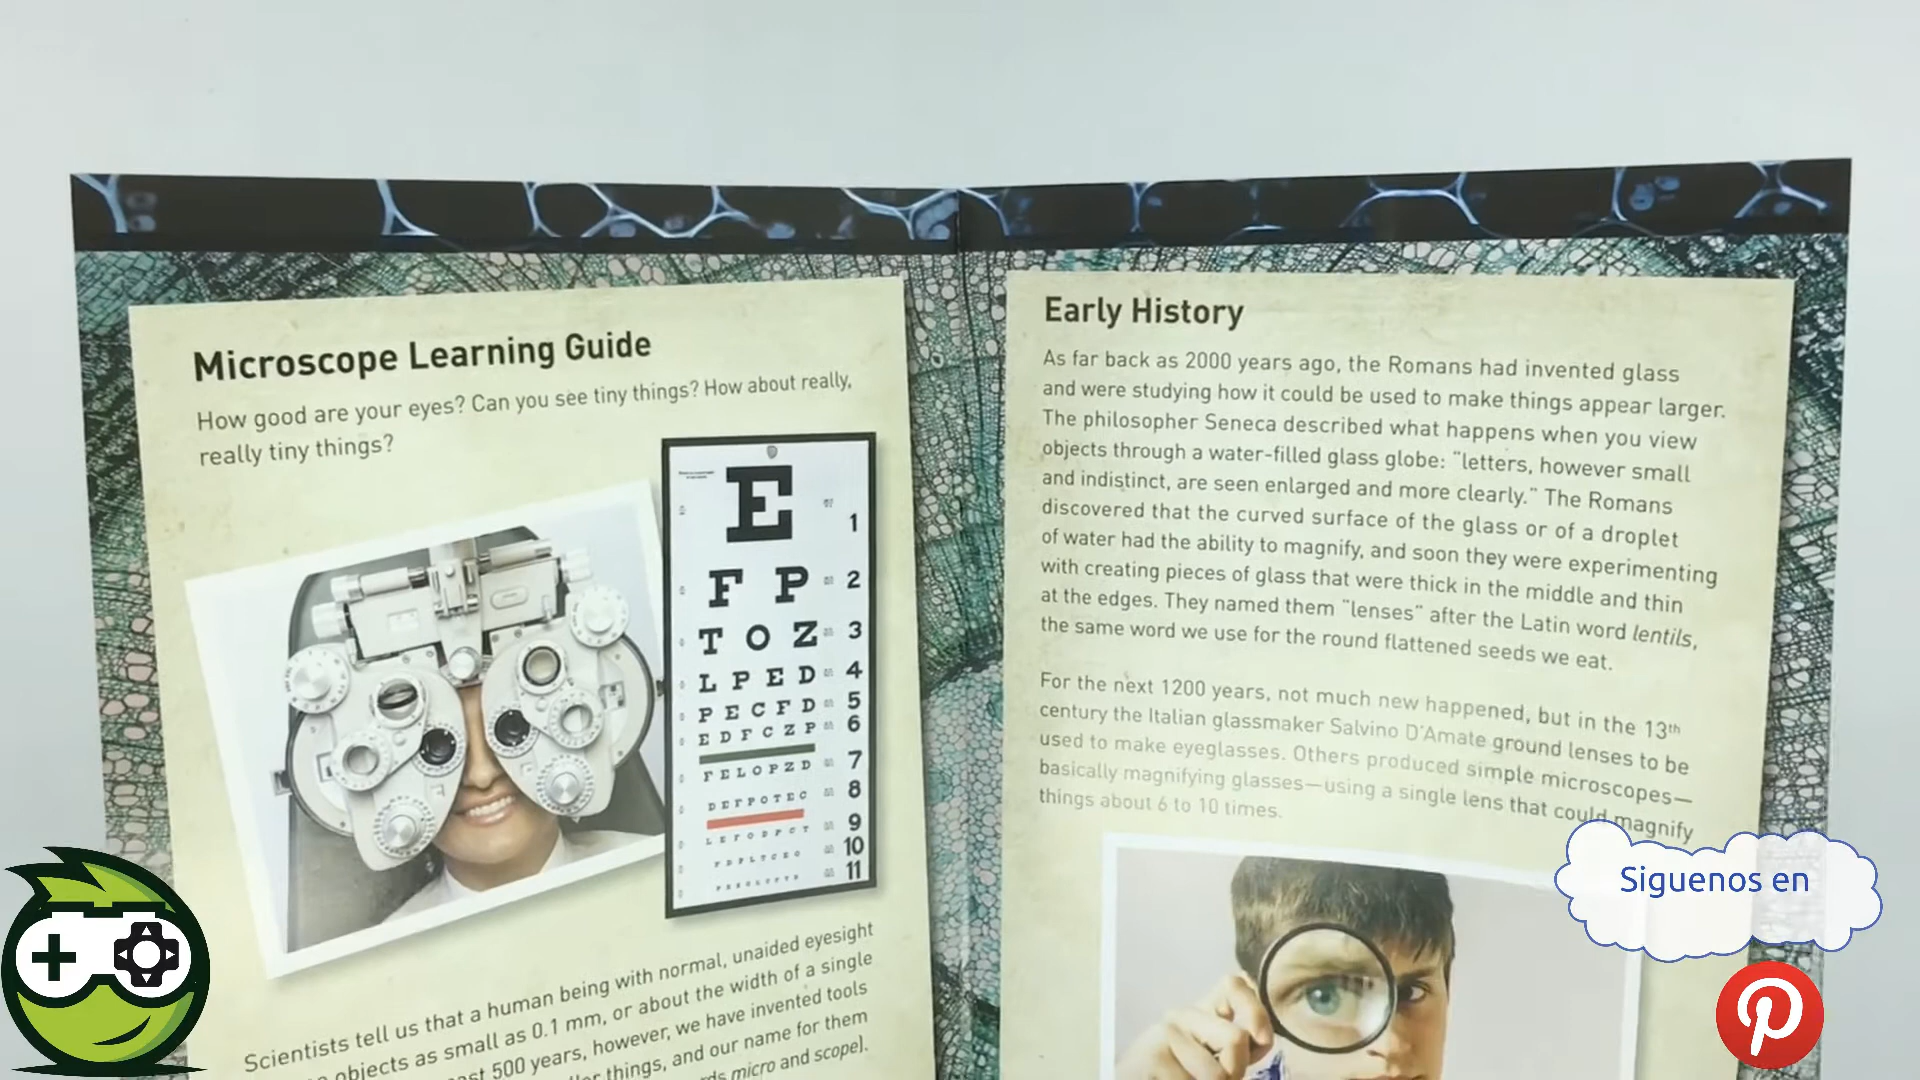 Microscope Learning Guide
How good are your eyes? Can you see tiny things? How about really,
really tiny things?
E
1
F P
2
T O Z
3
L P E D
4
P E C F D
5
E D F C Z P
6
F E L O P Z D
7
D E F P O T E C
8
L E F O D P C T
9
F D P L T C E O
10
11
Scientists tell us that a human being with normal, unaided eyesight
objects as small as 0.1 mm, or about the width of a single
500 years, however, we have invented tools
things, and our name for them
micro and scope).
Early History
As far back as 2000 years ago, the Romans had invented glass
and were studying how it could be used to make things appear larger.
The philosopher Seneca described what happens when you view
objects through a water-filled glass globe: "letters, however small
and indistinct, are seen enlarged and more clearly." The Romans
discovered that the curved surface of the glass or of a droplet
of water had the ability to magnify, and soon they were experimenting
with creating pieces of glass that were thick in the middle and thin
at the edges. They named them "lenses" after the Latin word lentils,
the same word we use for the round flattened seeds we eat.
For the next 1200 years, not much new happened, but in the 13th
century the Italian glassmaker Salvino D'Amate ground lenses to be
used to make eyeglasses. Others produced simple microscopes—
basically magnifying glasses—using a single lens that could magnify
things about 6 to 10 times.
Siguenos en